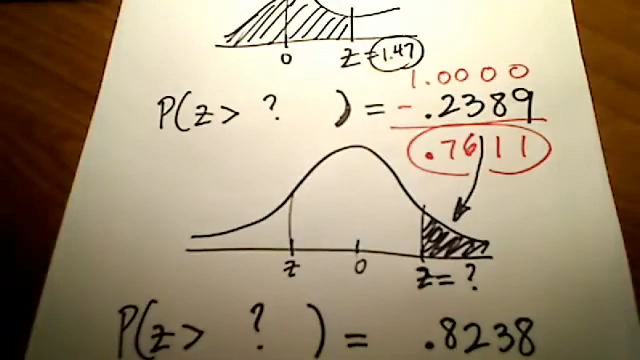 0 z = 1.47
1.0000
P(z > ? ) = - .2389
.7611
z 0 z = ?
P(z > ? ) = .8238